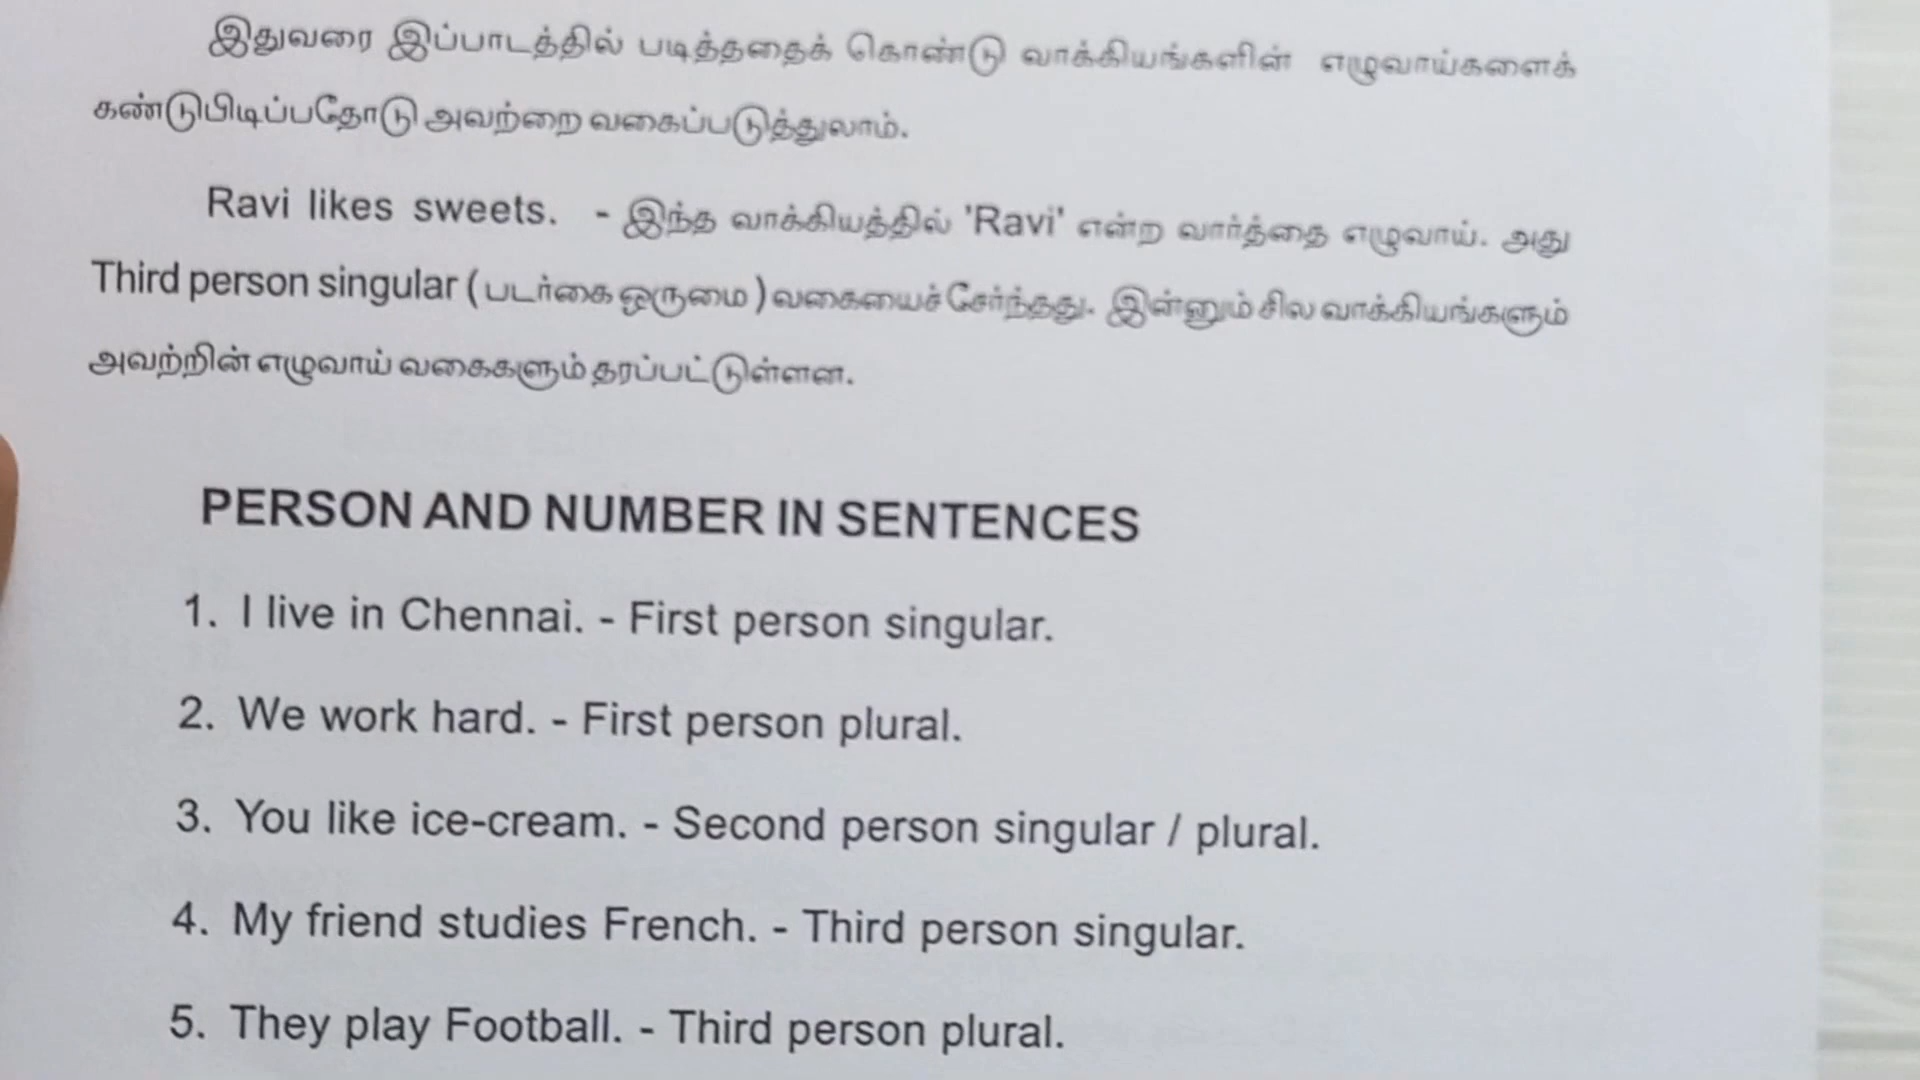 இதுவரை இப்பாடத்தில் படித்ததைக் கொண்டு வாக்கியங்களின் எழுவாய்களைக்
கண்டுபிடிப்பதோடு அவற்றை வகைப்படுத்துலாம்.
Ravi likes sweets. - இந்த வாக்கியத்தில் 'Ravi' என்ற வார்த்தை எழுவாய். அது
Third person singular ( படர்கை ஒருமை ) வகையைச் சேர்ந்தது. இன்னும் சில வாக்கியங்களும்
அவற்றின் எழுவாய் வகைகளும் தரப்பட்டுள்ளன.
PERSON AND NUMBER IN SENTENCES
1. I live in Chennai. - First person singular.
2. We work hard. - First person plural.
3. You like ice-cream. - Second person singular / plural.
4. My friend studies French. - Third person singular.
5. They play Football. - Third person plural.